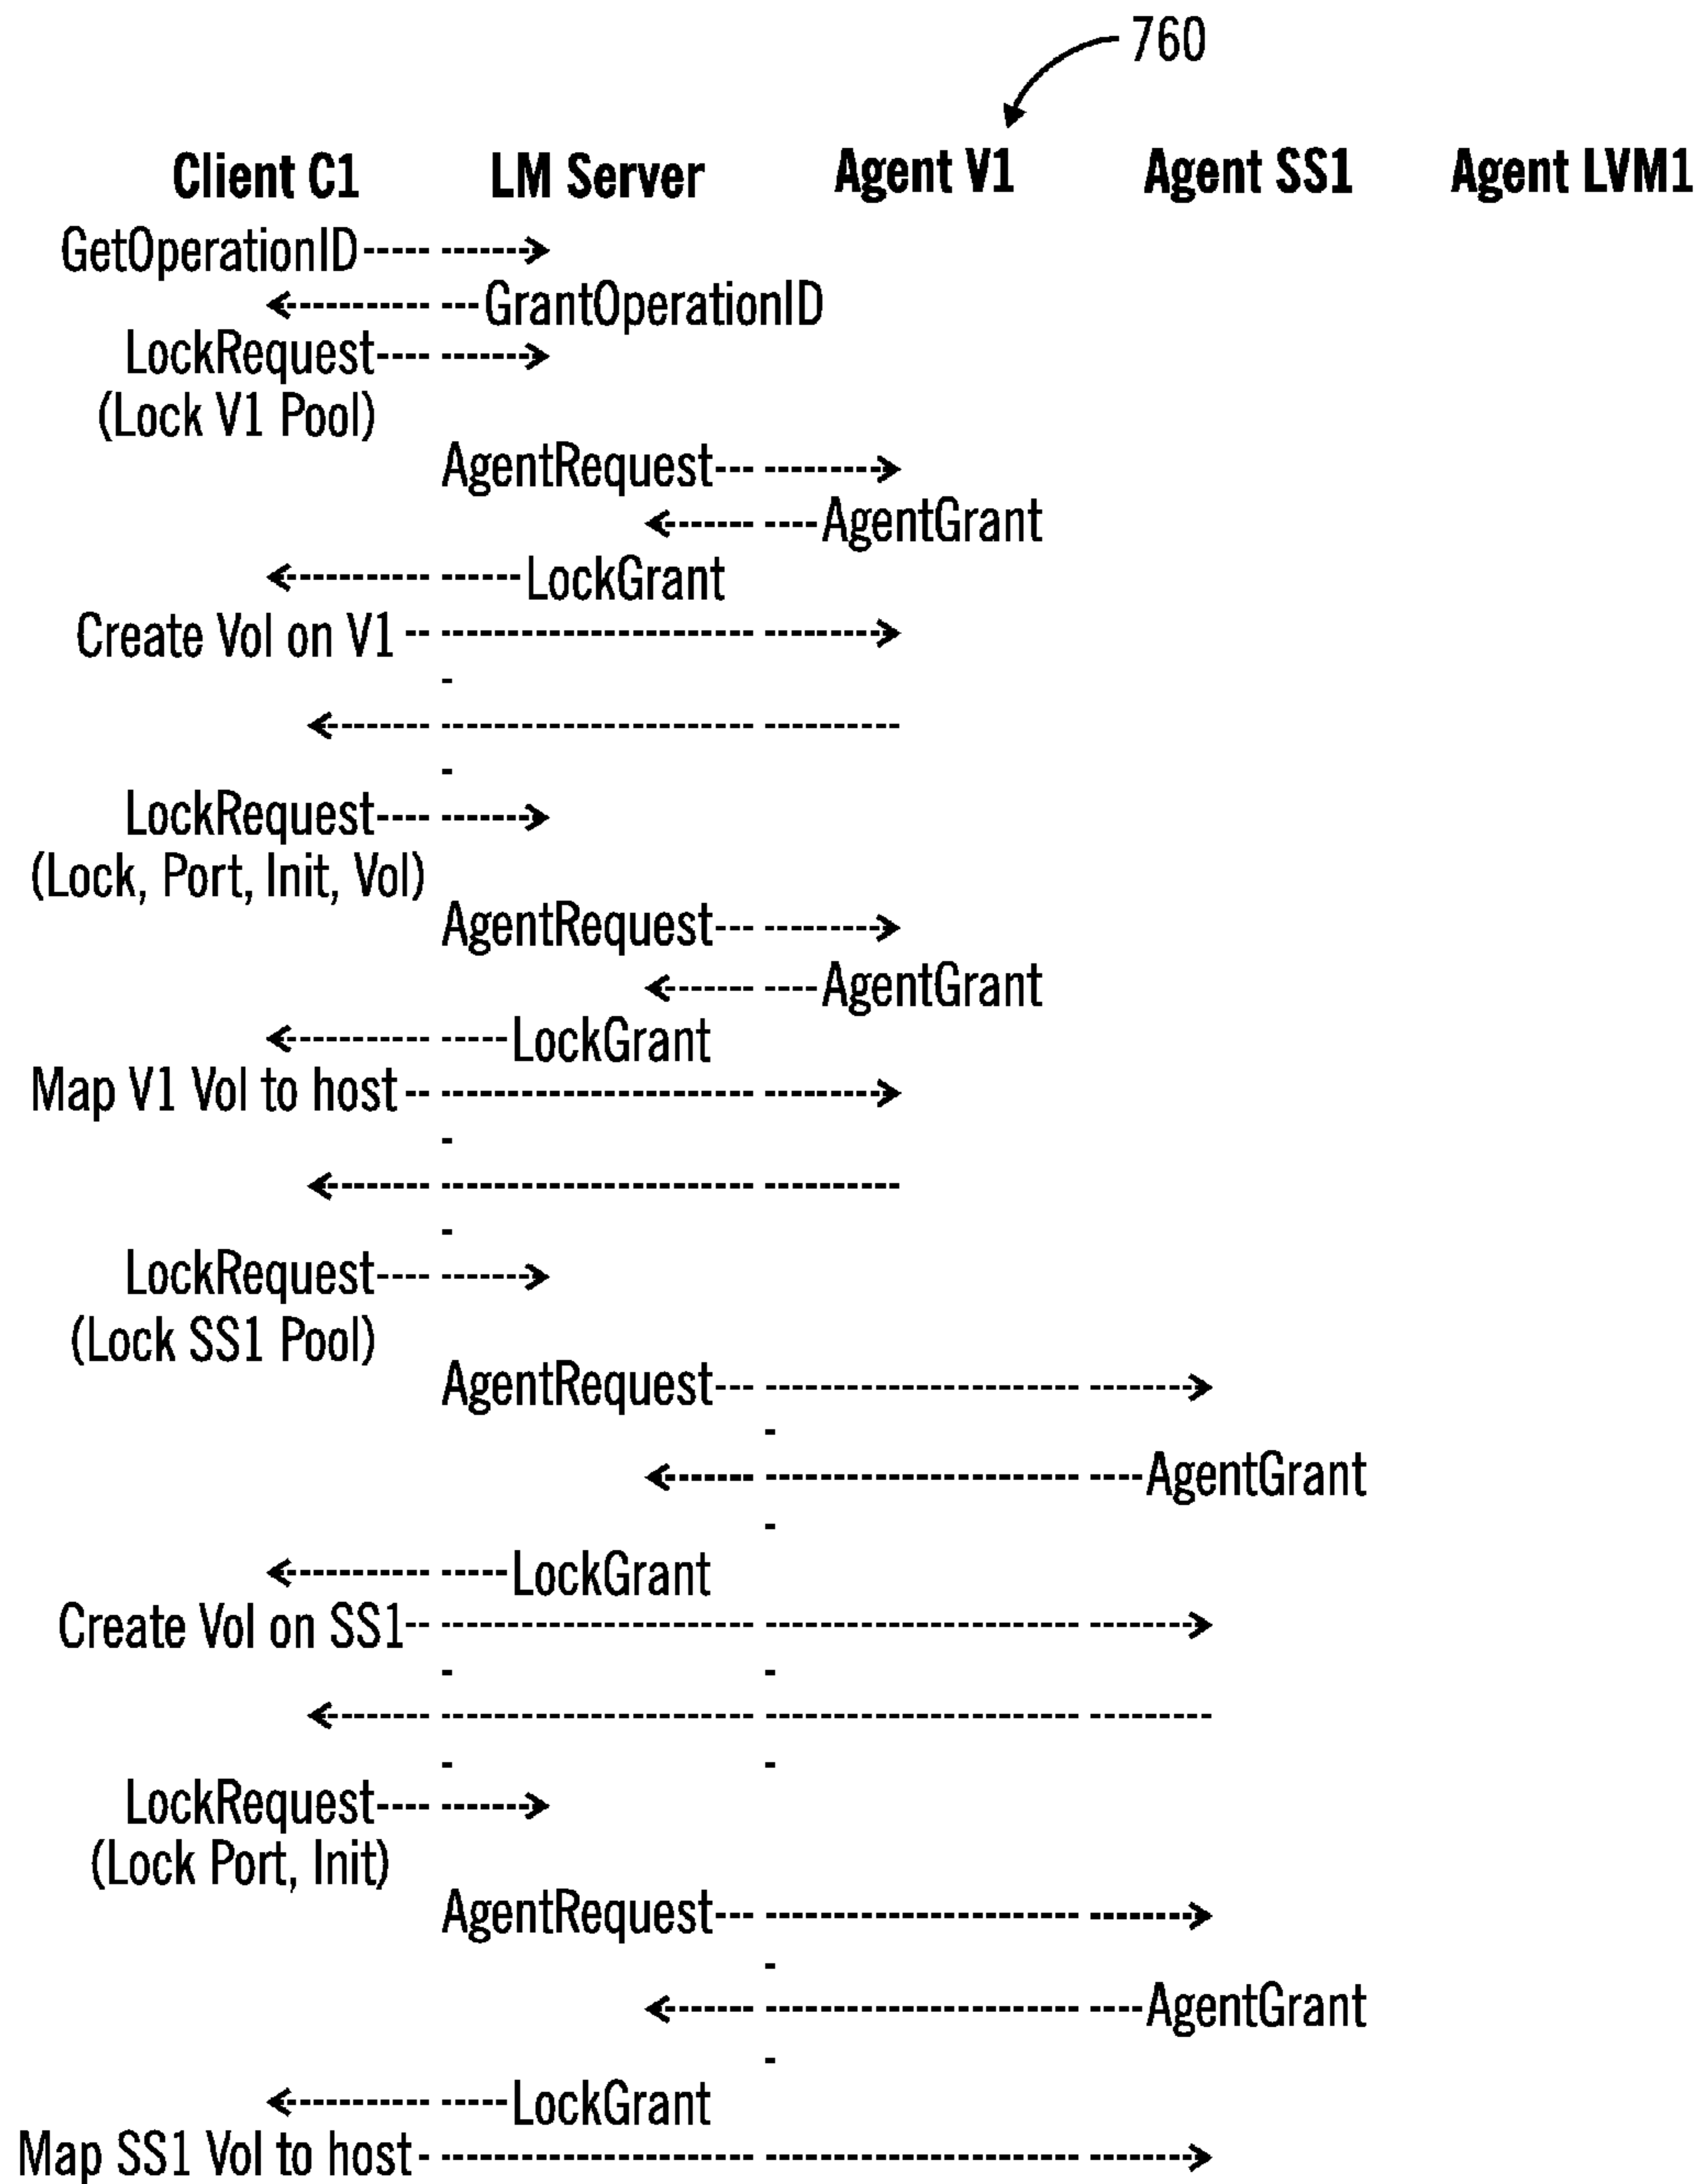 760
Client C1 LM Server Agent V1 Agent SS1 Agent LVM1
GetOperationID
GrantOperationID
LockRequest
(Lock V1 Pool)
AgentRequest
AgentGrant
LockGrant
Create Vol on V1
LockRequest
(Lock, Port, Init, Vol)
AgentRequest
AgentGrant
LockGrant
Map V1 Vol to host
LockRequest
(Lock SS1 Pool)
AgentRequest
AgentGrant
LockGrant
Create Vol on SS1
LockRequest
(Lock Port, Init)
AgentRequest
AgentGrant
LockGrant
Map SS1 Vol to host